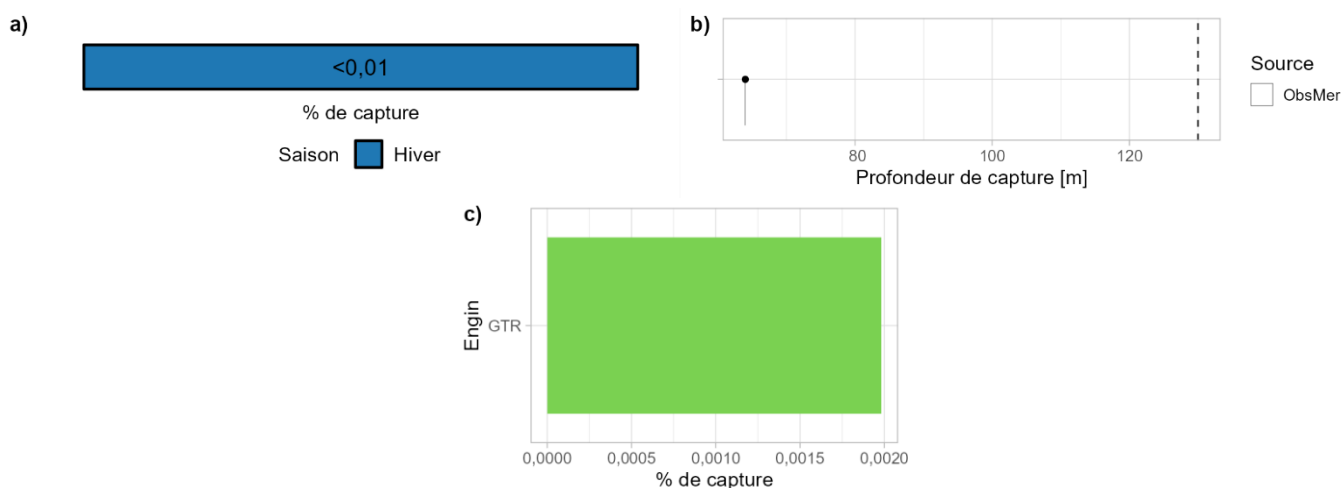 a)
<0,01
% de capture
Saison Hiver
b)
80 100 120
Profondeur de capture [m]
Source
ObsMer
c)
Engin
GTR
0,0000 0,0005 0,0010 0,0015 0,0020
% de capture